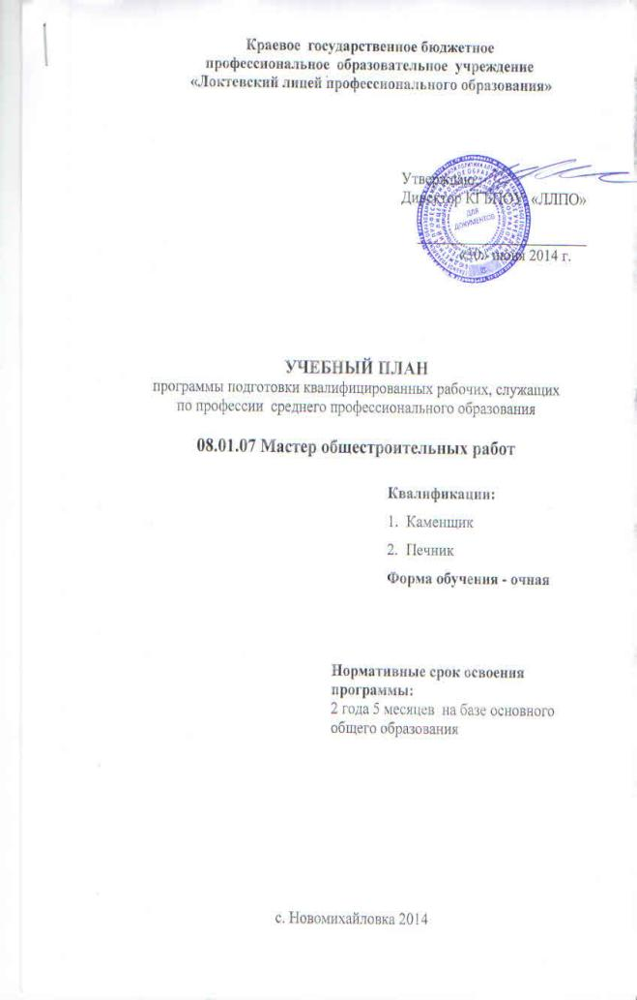 Краевое государственное бюджетное
профессиональное образовательное учреждение
«Локтевский лицей профессионального образования»
Утверждаю:
Директор КГБПОУ «ЛЛПО»
ДЛЯ
ДОКУМЕНТОВ
«30» июня 2014 г.
УЧЕБНЫЙ ПЛАН
программы подготовки квалифицированных рабочих, служащих
по профессии среднего профессионального образования
08.01.07 Мастер общестроительных работ
Квалификации:
1. Каменщик
2. Печник
Форма обучения - очная
Нормативные срок освоения
программы:
2 года 5 месяцев на базе основного
общего образования
с. Новомихайловка 2014